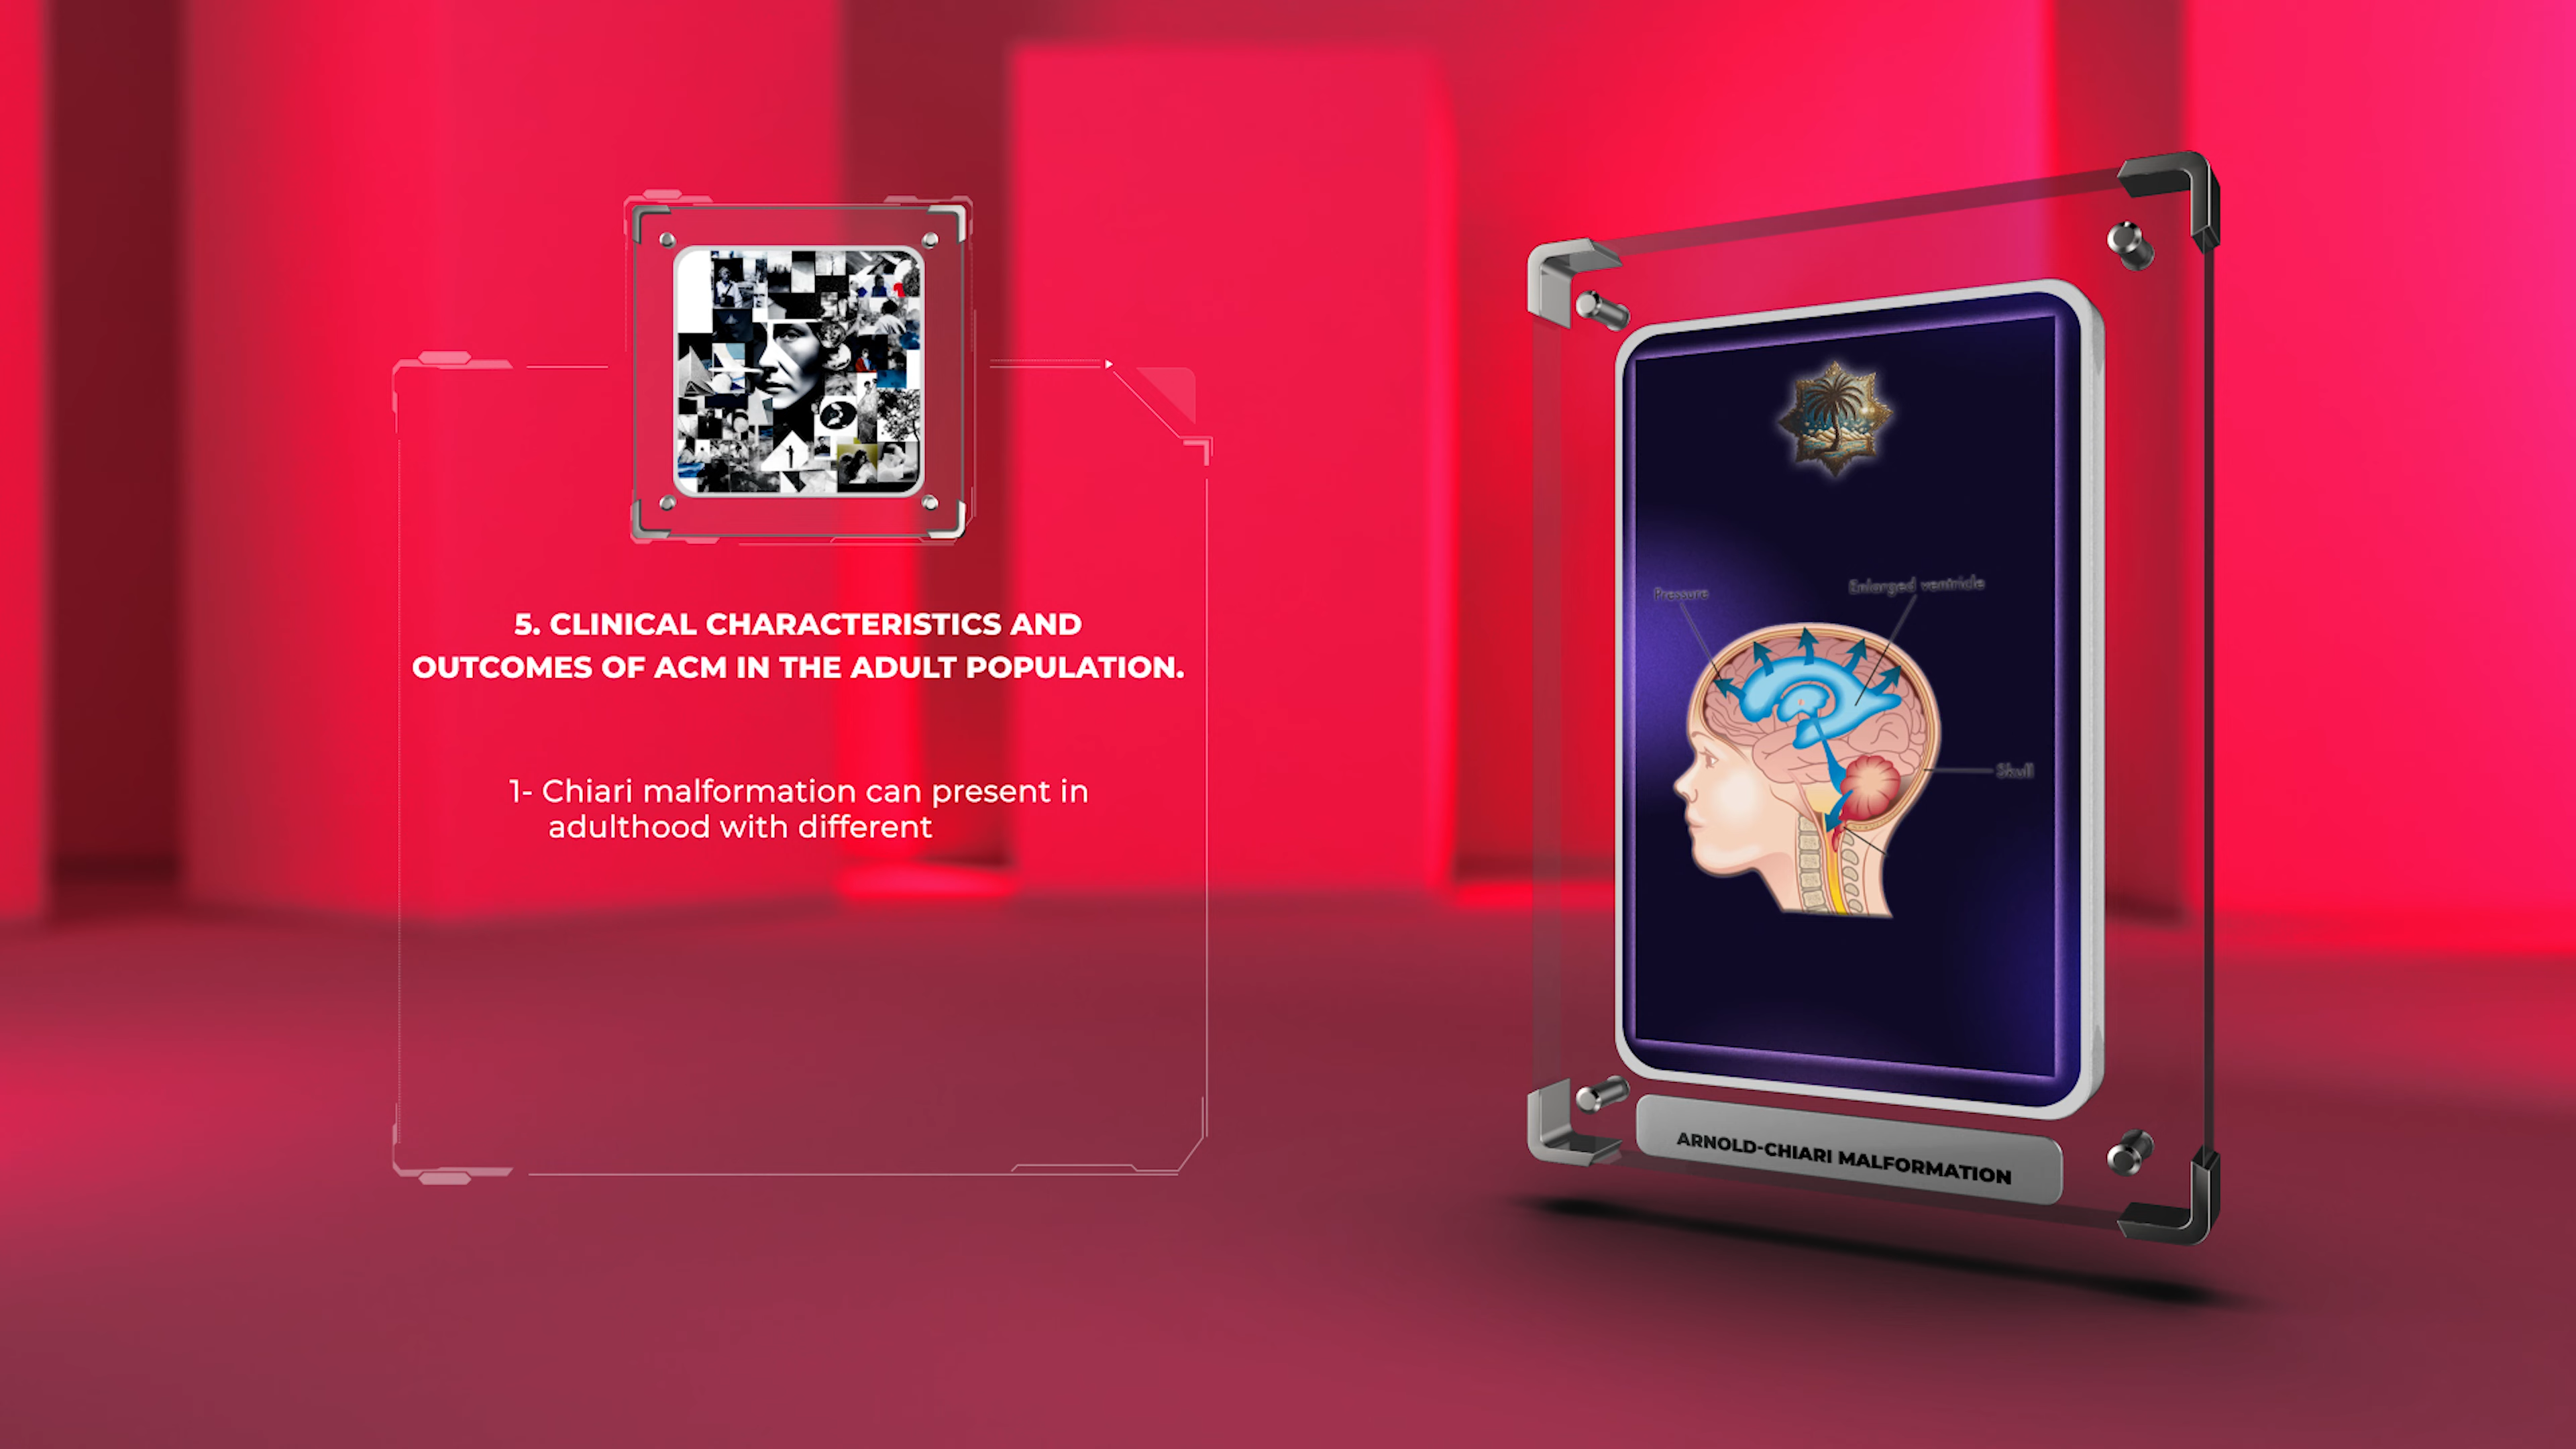 5. CLINICAL CHARACTERISTICS AND
OUTCOMES OF ACM IN THE ADULT POPULATION.
1- Chiari malformation can present in
adulthood with different
Pressure
Enlarged ventricle
Skull
ARNOLD-CHIARI MALFORMATION